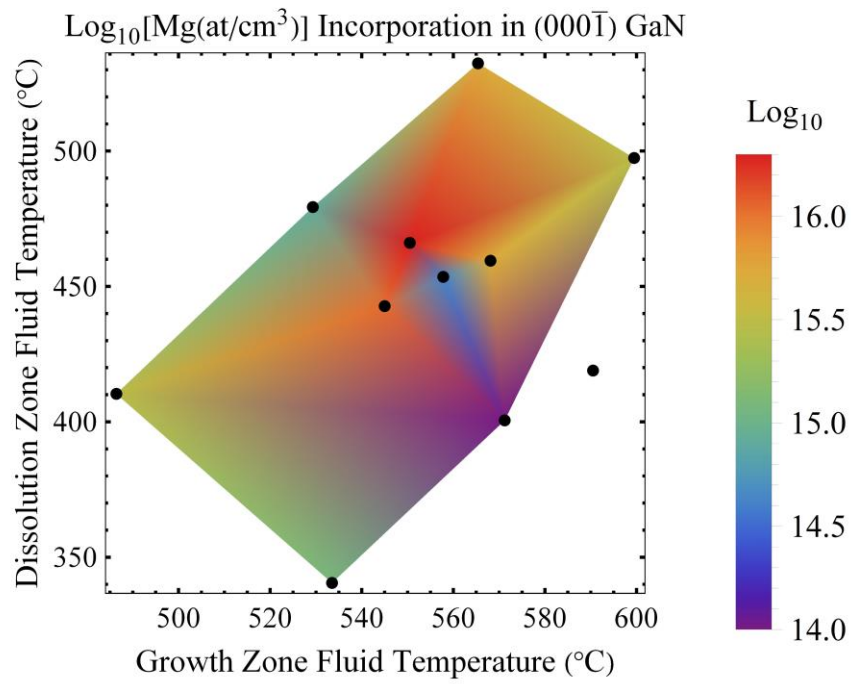 Log₁₀[Mg(at/cm³)] Incorporation in (0001̄) GaN
Dissolution Zone Fluid Temperature (°C)
500
450
400
350
500 520 540 560 580 600
Growth Zone Fluid Temperature (°C)
Log₁₀
16.0
15.5
15.0
14.5
14.0